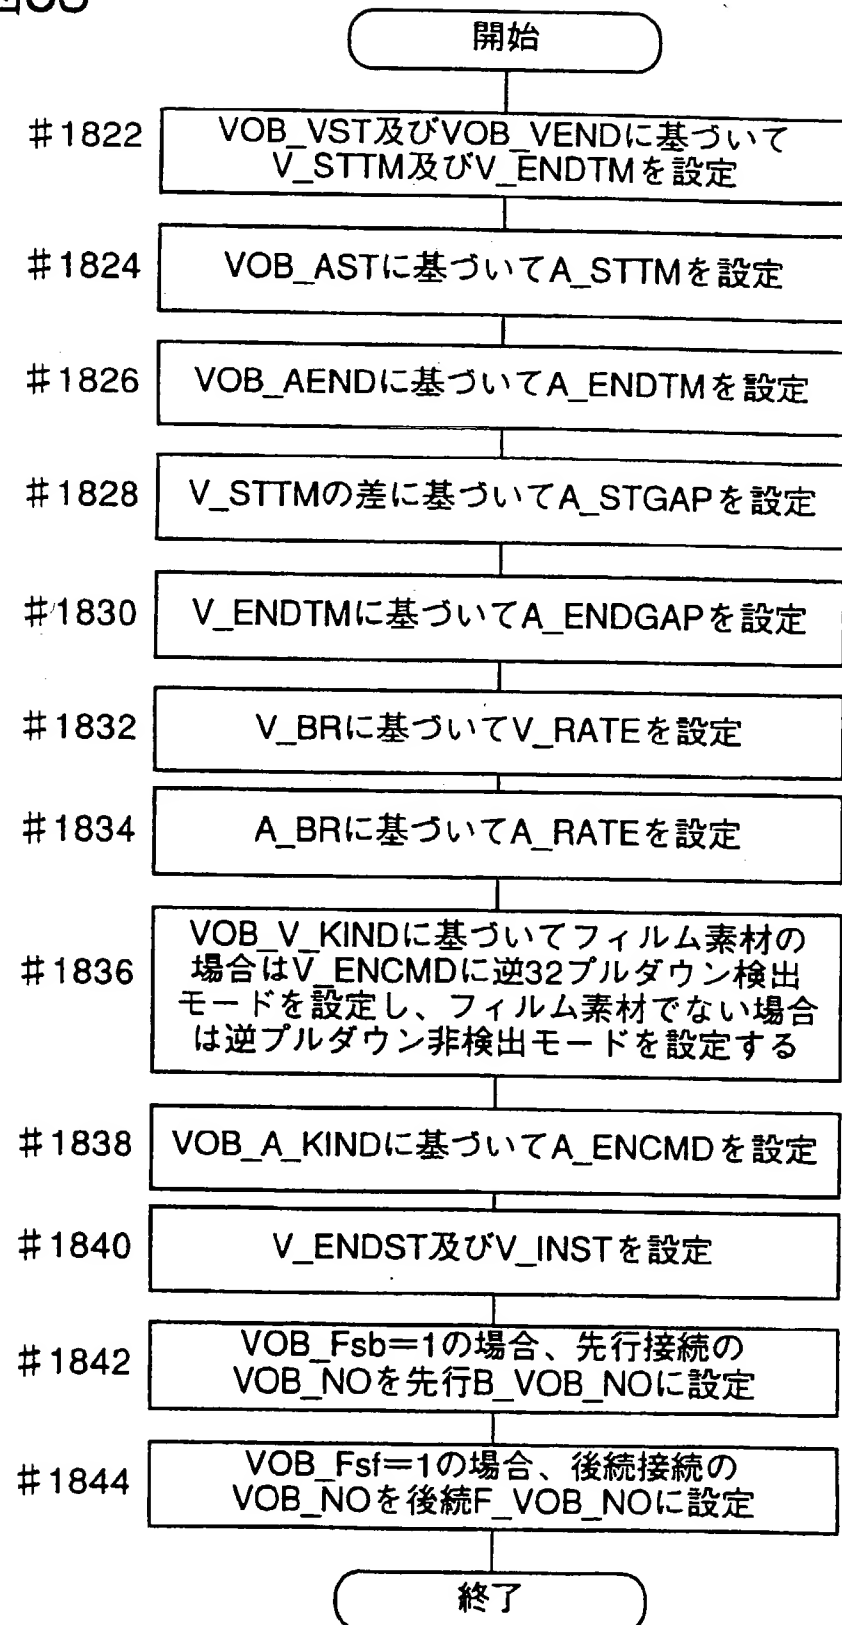 開始
#1822
VOB_VST及びVOB_VENDに基づいて
V_STTM及びV_ENDTMを設定
#1824
VOB_ASTに基づいてA_STTMを設定
#1826
VOB_AENDに基づいてA_ENDTMを設定
#1828
V_STTMの差に基づいてA_STGAPを設定
#1830
V_ENDTMに基づいてA_ENDGAPを設定
#1832
V_BRに基づいてV_RATEを設定
#1834
A_BRに基づいてA_RATEを設定
#1836
VOB_V_KINDに基づいてフィルム素材の
場合はV_ENCMDに逆32プルダウン検出
モードを設定し、フィルム素材でない場合
は逆プルダウン非検出モードを設定する
#1838
VOB_A_KINDに基づいてA_ENCMDを設定
#1840
V_ENDST及びV_INSTを設定
#1842
VOB_Fsb=1の場合、先行接続の
VOB_NOを先行B_VOB_NOに設定
#1844
VOB_Fsf=1の場合、後続接続の
VOB_NOを後続F_VOB_NOに設定
終了